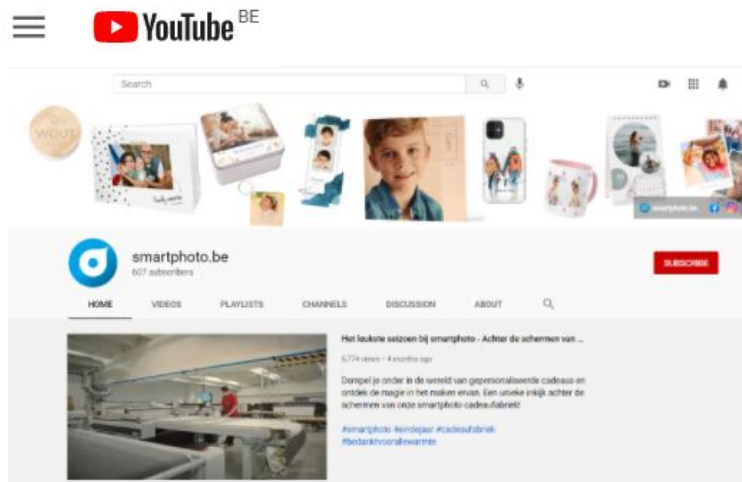 YouTube BE
Search
WOUT
smartphoto.be
smartphoto.be
607 subscribers
SUBSCRIBE
HOME VIDEOS PLAYLISTS CHANNELS DISCUSSION ABOUT
Het leukste seizoen bij smartphoto - Achter de schermen van ...
6.774 views - 4 months ago
Dompel je onder in de wereld van gepersonaliseerde cadeaus en
ontdek de magie in het maken ervan. Een unieke inkijk achter de
schermen van onze smartphoto cadeaufabriek!
#smartphoto #eindejaar #cadeaufabriek
#bedanktvoorallewarmte